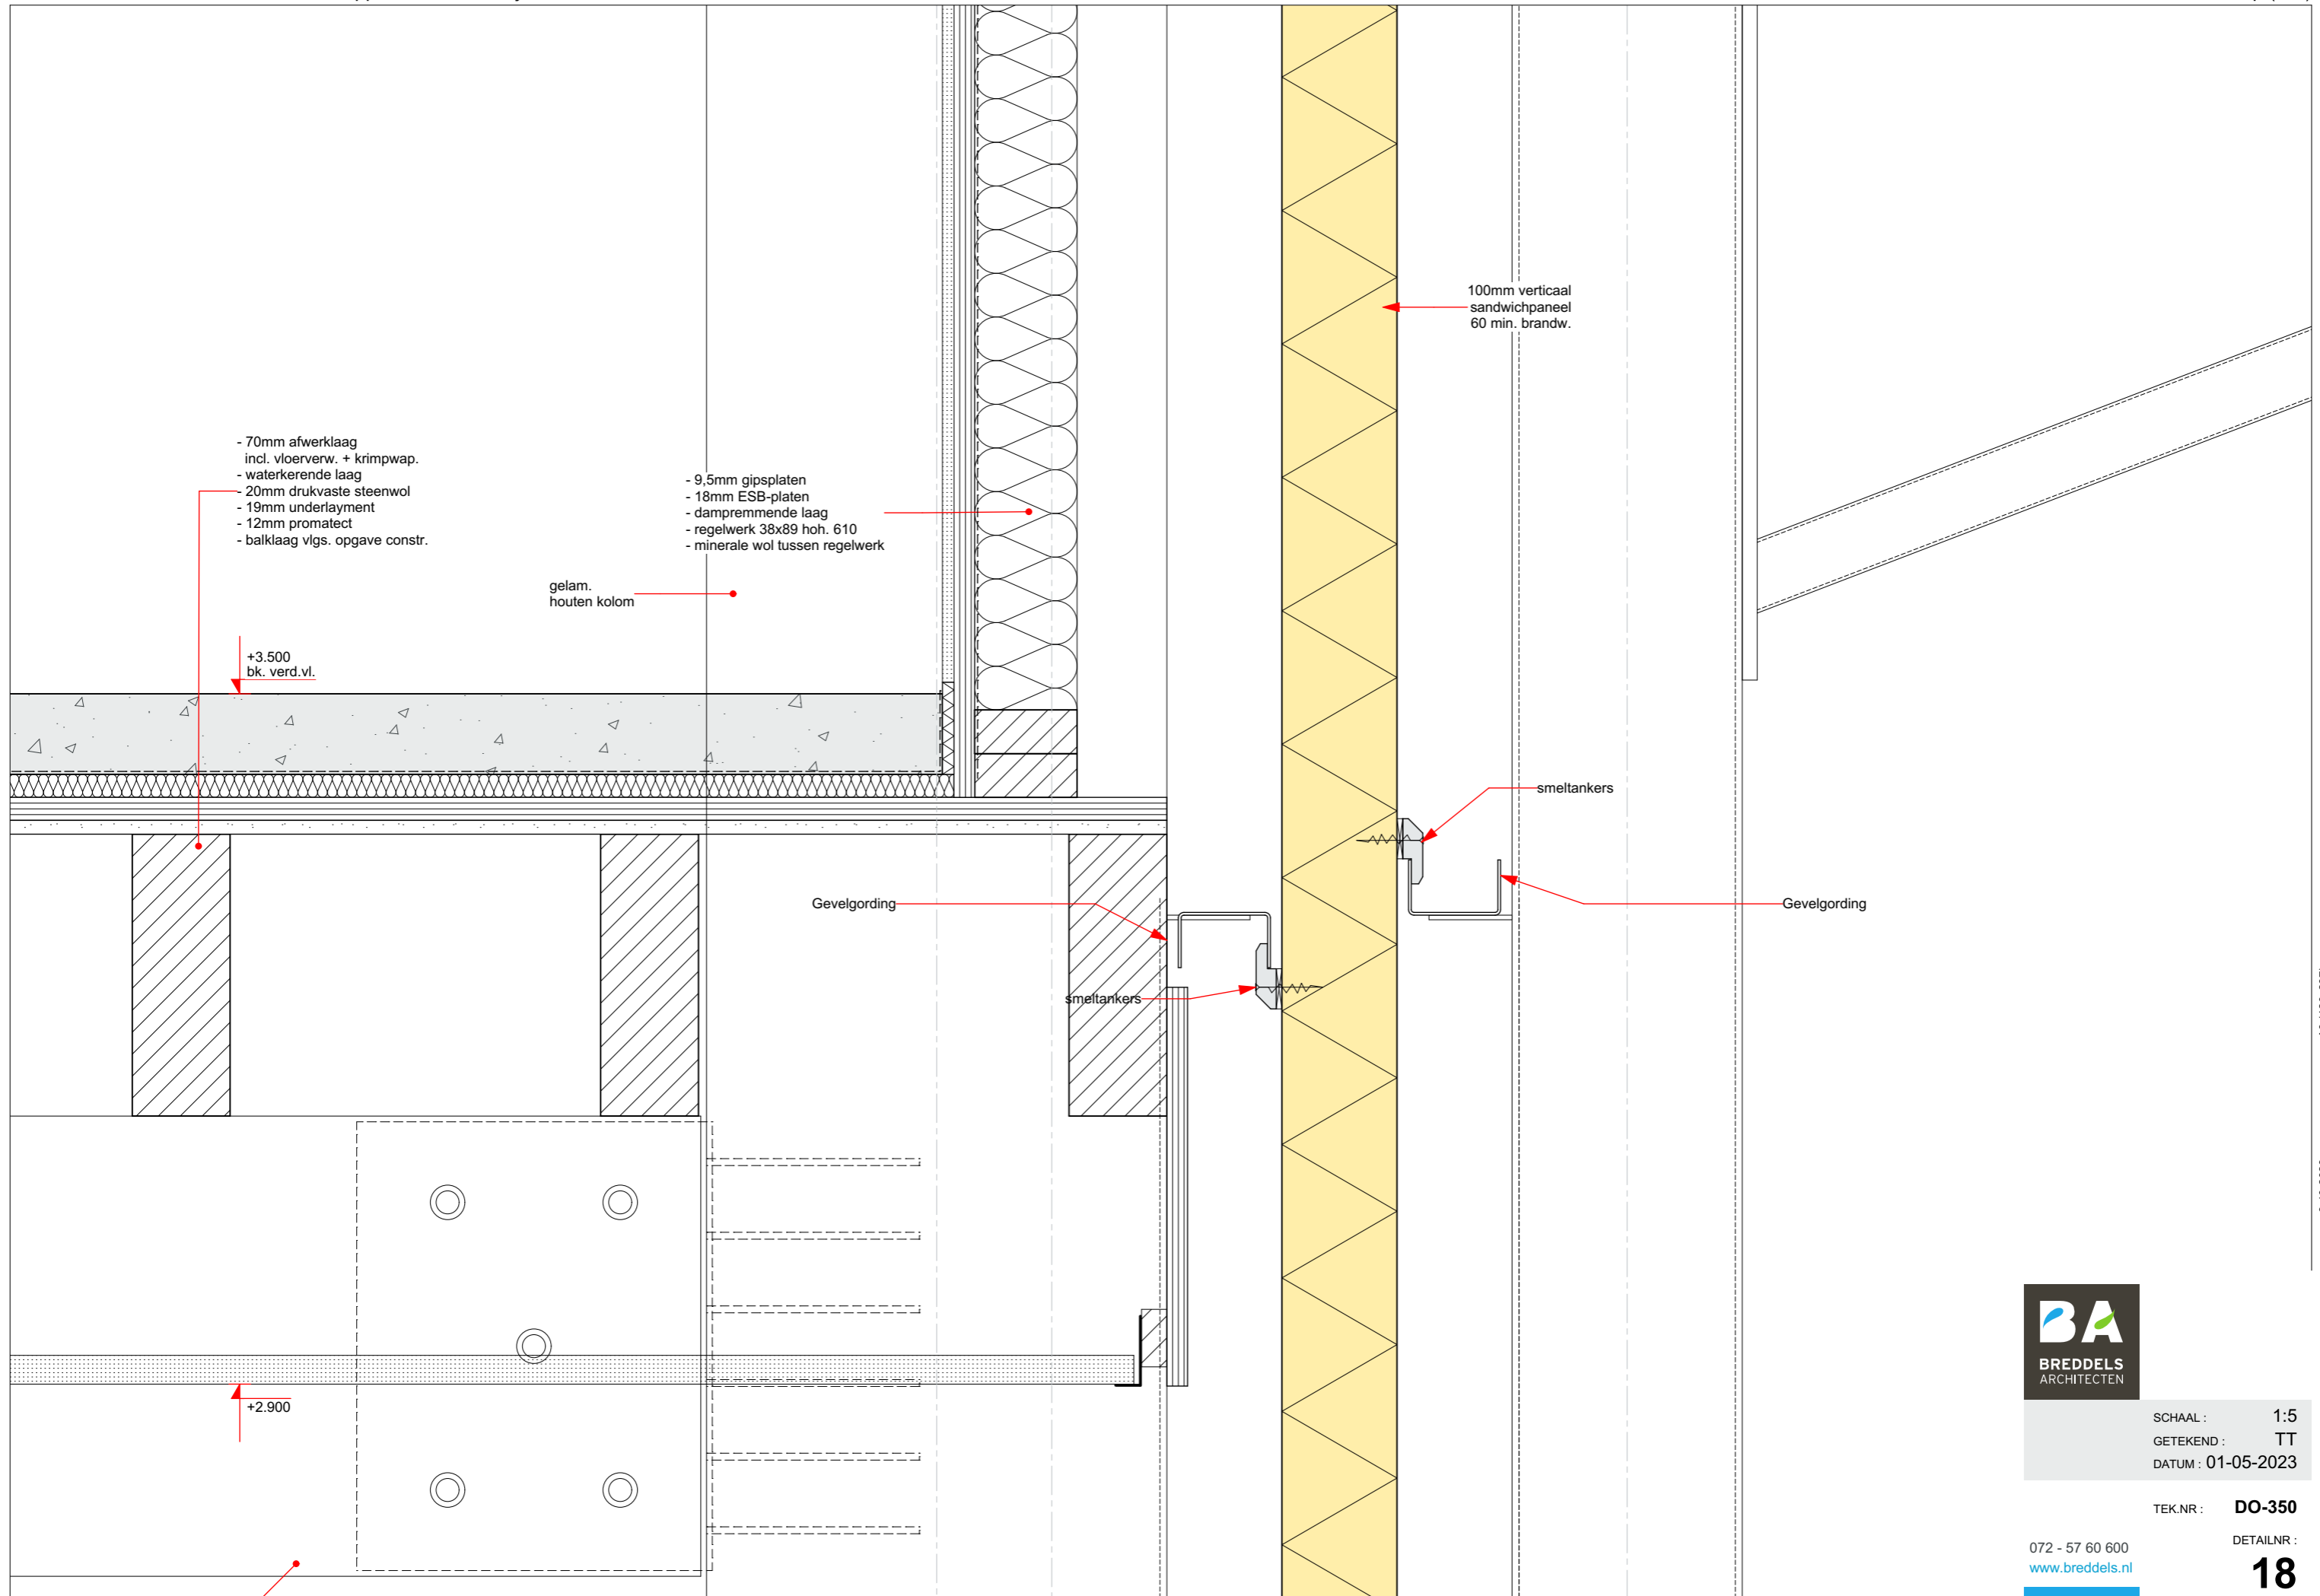 100mm verticaal
sandwichpaneel
60 min. brandw.
- 70mm afwerklaag
incl. vloerverw. + krimpwap.
- waterkerende laag
- 20mm drukvaste steenwol
- 19mm underlayment
- 12mm promatect
- balklaag vlgs. opgave constr.
- 9,5mm gipsplaten
- 18mm ESB-platen
- dampremmende laag
- regelwerk 38x89 hoh. 610
- minerale wol tussen regelwerk
gelam.
houten kolom
+3.500
bk. verd.vl.
smeltankers
Gevelgording
Gevelgording
smeltankers
+2.900
BA
BREDDELS
ARCHITECTEN
SCHAAL : 1:5
GETEKEND : TT
DATUM : 01-05-2023
TEK.NR : DO-350
DETAILNR :
072 - 57 60 600
www.breddels.nl
18